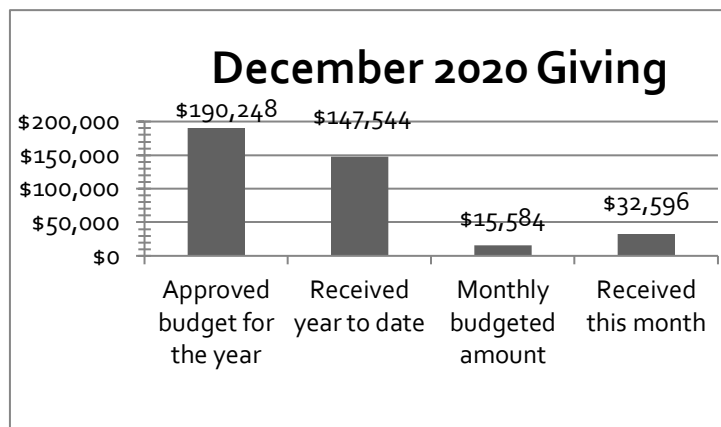 December 2020 Giving
$190,248
$147,544
$15,584
$32,596
$200,000
$150,000
$100,000
$50,000
$0
Approved
budget for
the year
Received
year to date
Monthly
budgeted
amount
Received
this month